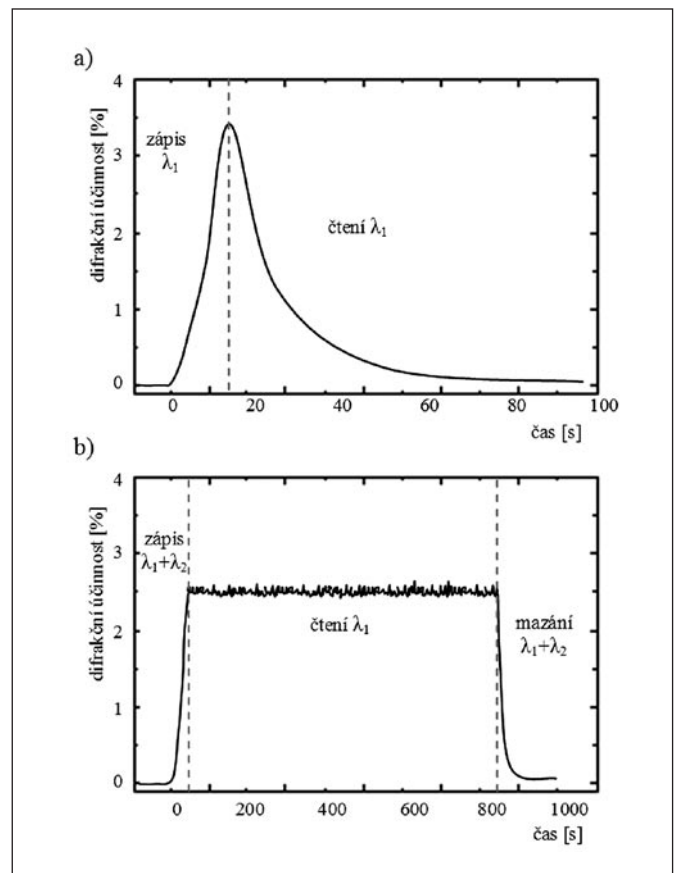 a)
difrakční účinnost [%]
4
3
2
1
0
zápis
λ₁
čtení λ₁
0 20 40 60 80 100
čas [s]
b)
difrakční účinnost [%]
4
3
2
1
0
zápis
λ₁+λ₂
čtení λ₁
mazání
λ₁+λ₂
0 200 400 600 800 1000
čas [s]